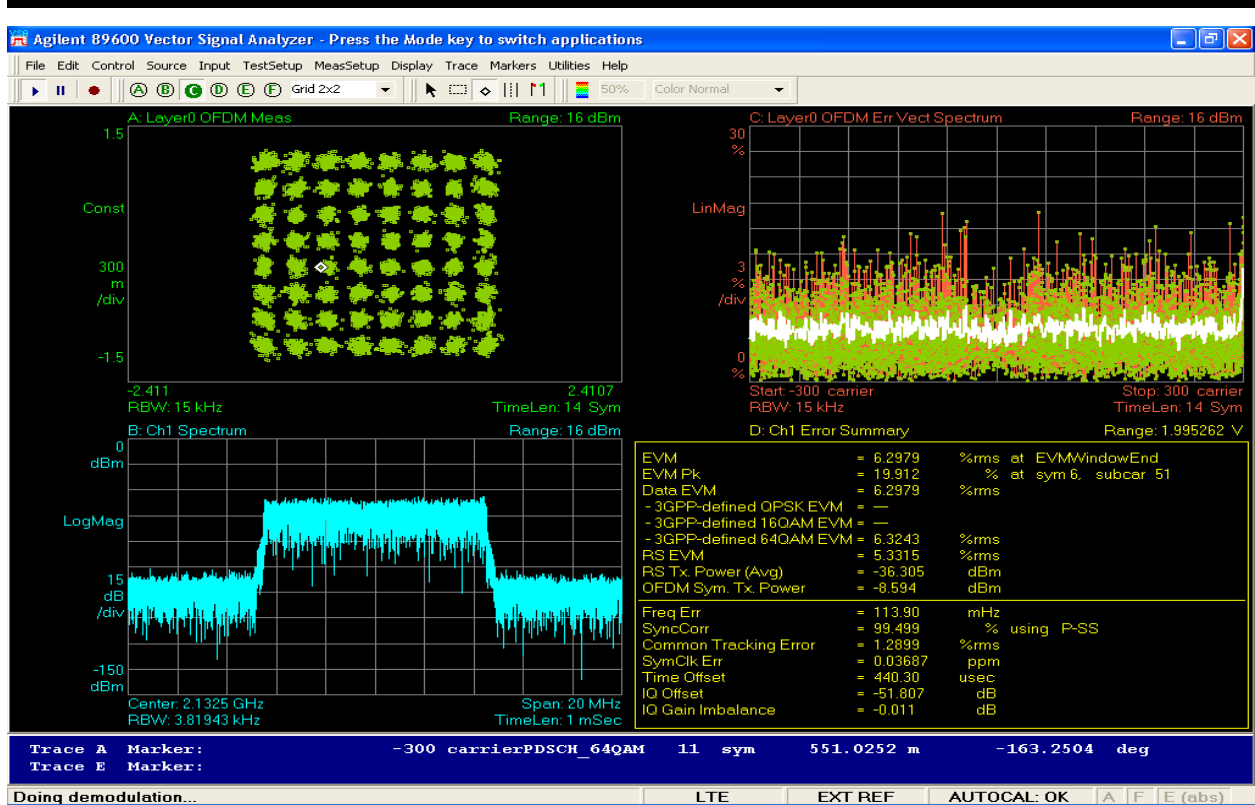 Agilent 89600 Vector Signal Analyzer - Press the Mode key to switch applications
File Edit Control Source Input TestSetup MeasSetup Display Trace Markers Utilities Help
A B C D E F Grid 2x2 50% Color Normal
A: Layer0 OFDM Meas Range: 16 dBm
1.5
Const
300
m
/div
-1.5
-2.411 2.4107
RBW: 15 kHz TimeLen: 14 Sym
C: Layer0 OFDM Err Vect Spectrum Range: 16 dBm
30
%
LinMag
3
%
/div
0
%
Start: -300 carrier Stop: 300 carrier
RBW: 15 kHz TimeLen: 14 Sym
B: Ch1 Spectrum Range: 16 dBm
0
dBm
LogMag
15
dB
/div
-150
dBm
Center: 2.1325 GHz Span: 20 MHz
RBW: 3.81943 kHz TimeLen: 1 mSec
D: Ch1 Error Summary Range: 1.995262 V
EVM = 6.2979 %rms at EVMWindowEnd
EVM Pk = 19.912 % at sym 6, subcar 51
Data EVM = 6.2979 %rms
- 3GPP-defined QPSK EVM = —
- 3GPP-defined 16QAM EVM = —
- 3GPP-defined 64QAM EVM = 6.3243 %rms
RS EVM = 5.3315 %rms
RS Tx. Power (Avg) = -36.305 dBm
OFDM Sym. Tx. Power = -8.594 dBm
Freq Err = 113.90 mHz
SyncCorr = 99.499 % using P-SS
Common Tracking Error = 1.2899 %rms
SymClk Err = 0.03687 ppm
Time Offset = 440.30 usec
IQ Offset = -51.807 dB
IQ Gain Imbalance = -0.011 dB
Trace A Marker: -300 carrierPDSCH_64QAM 11 sym 551.0252 m -163.2504 deg
Trace E Marker:
Doing demodulation... LTE EXT REF AUTOCAL: OK A F E (abs)